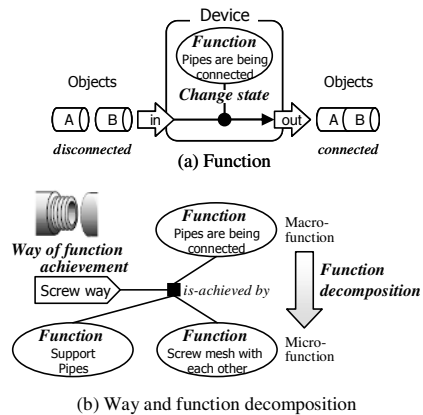 Device
Function
Pipes are being
connected
Objects
Objects
Change state
A B
in
out
A B
disconnected
connected
(a) Function
Function
Pipes are being
connected
Macro-
function
Way of function
achievement
Function
decomposition
Screw way
is-achieved by
Function
Support
Pipes
Function
Screw mesh with
each other
Micro-
function
(b) Way and function decomposition